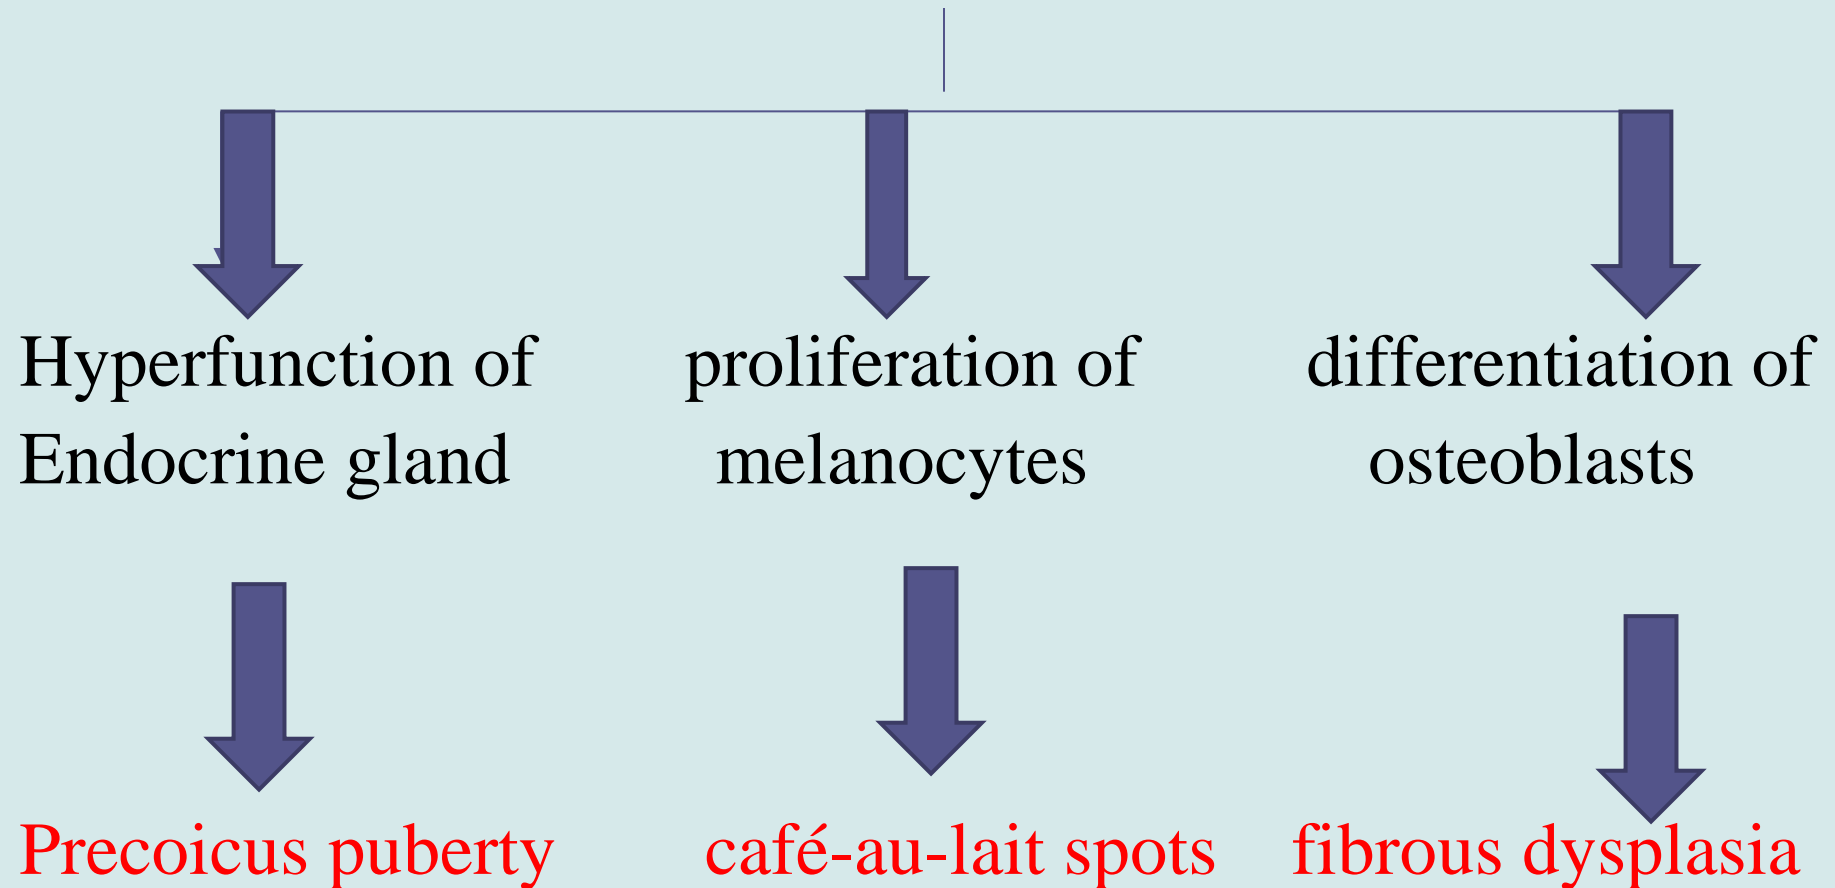 Hyperfunction of proliferation of differentiation of
Endocrine gland melanocytes osteoblasts
Precoicus puberty café-au-lait spots fibrous dysplasia